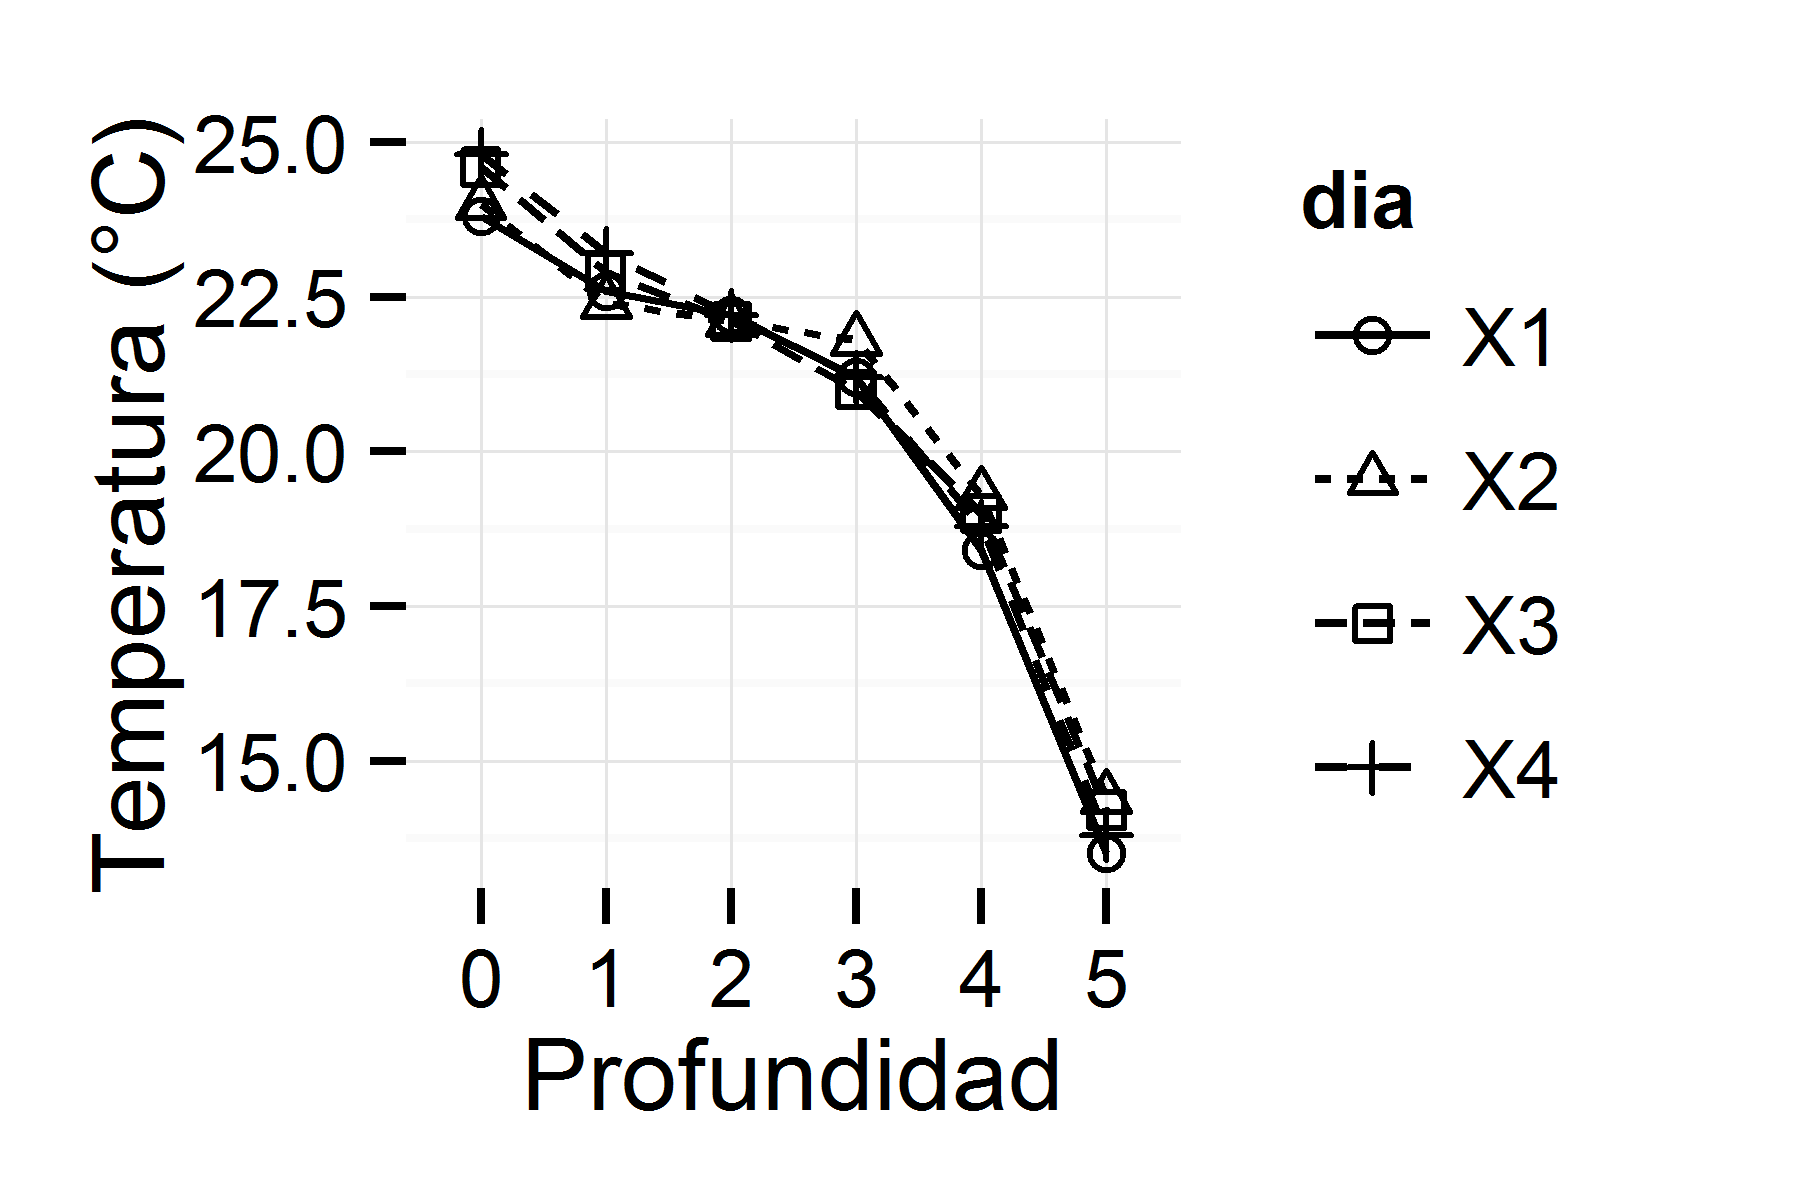 Temperatura (°C)
25.0
22.5
20.0
17.5
15.0
0 1 2 3 4 5
Profundidad
dia
X1
X2
X3
X4